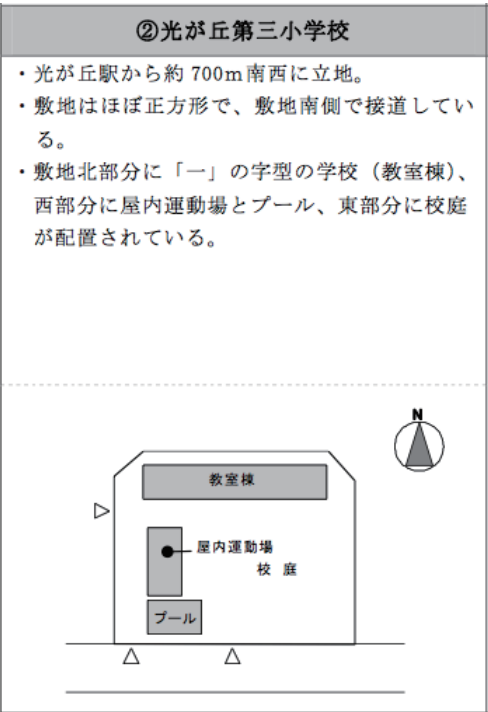 ②光が丘第三小学校
・光が丘駅から約 700m南西に立地。
・敷地はほぼ正方形で、敷地南側で接道してい
る。
・敷地北部分に「一」の字型の学校（教室棟）、
西部分に屋内運動場とプール、東部分に校庭
が配置されている。
N
教室棟
屋内運動場
校 庭
プール